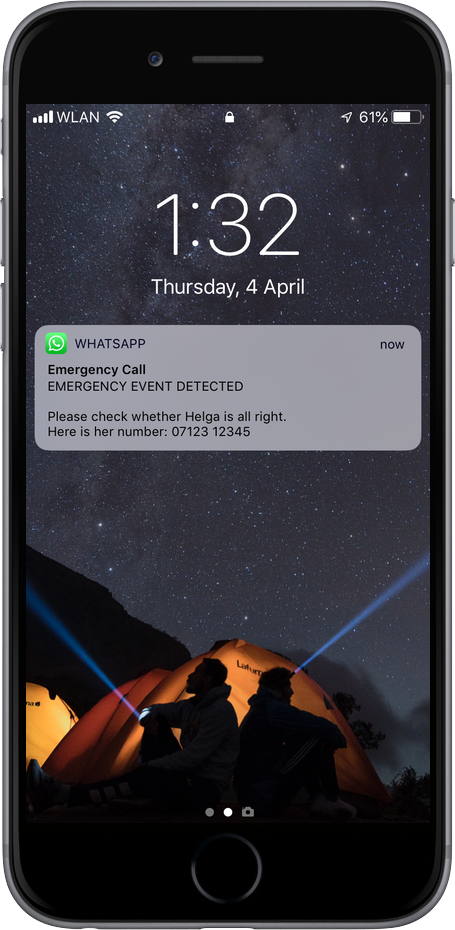 WLAN 61%
1:32
Thursday, 4 April
WHATSAPP now
Emergency Call
EMERGENCY EVENT DETECTED
Please check whether Helga is all right.
Here is her number: 07123 12345